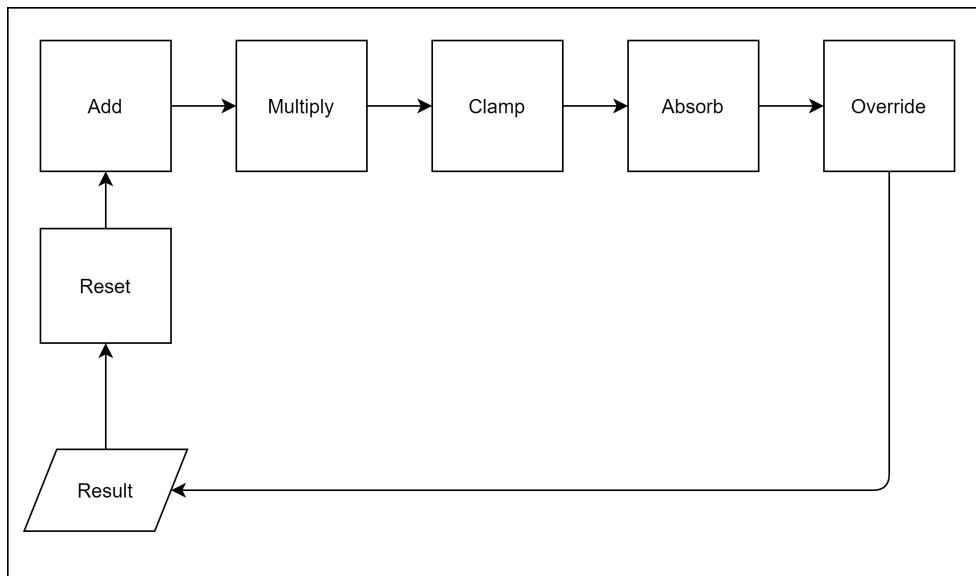 Add
Multiply
Clamp
Absorb
Override
Reset
Result